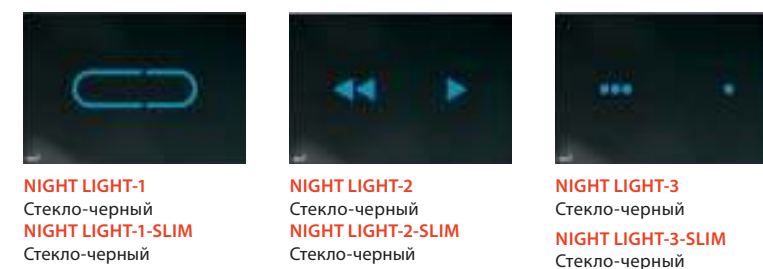 NIGHT LIGHT-1
Стекло-черный
NIGHT LIGHT-1-SLIM
Стекло-черный
NIGHT LIGHT-2
Стекло-черный
NIGHT LIGHT-2-SLIM
Стекло-черный
NIGHT LIGHT-3
Стекло-черный
NIGHT LIGHT-3-SLIM
Стекло-черный